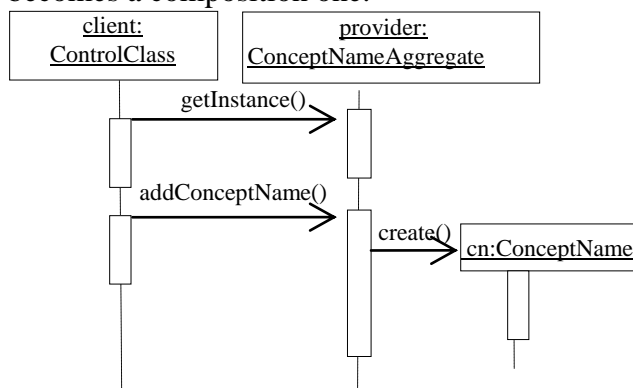 becomes a composition one.
client:
ControlClass
provider:
ConceptNameAggregate
getInstance()
addConceptName()
create()
cn:ConceptName